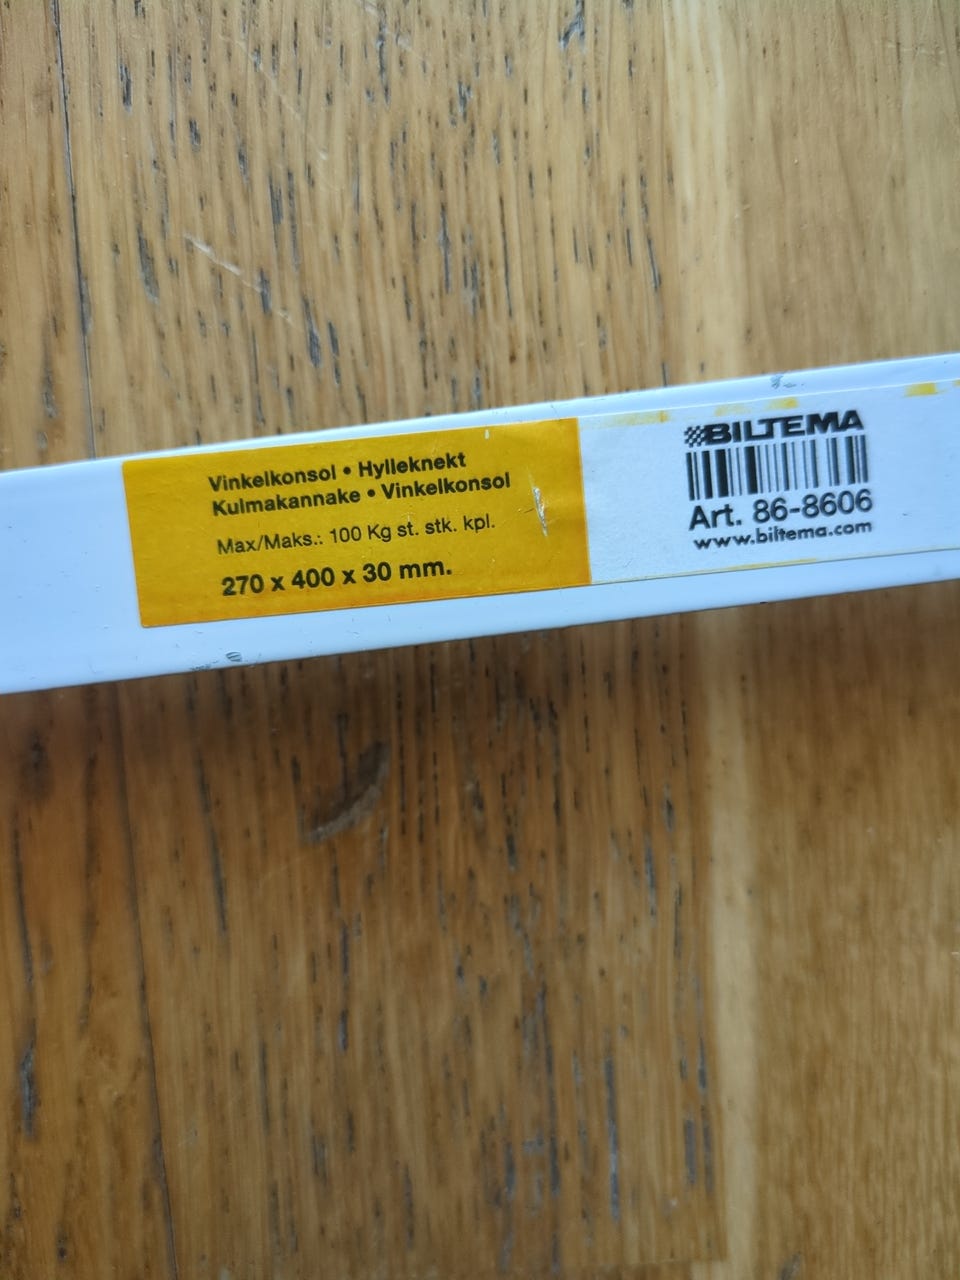 Vinkelkonsol • Hylleknekt
Kulmakannake • Vinkelkonsol
Max/Maks.: 100 Kg st. stk. kpl.
270 x 400 x 30 mm.
BILTEMA
Art. 86-8606
www.biltema.com